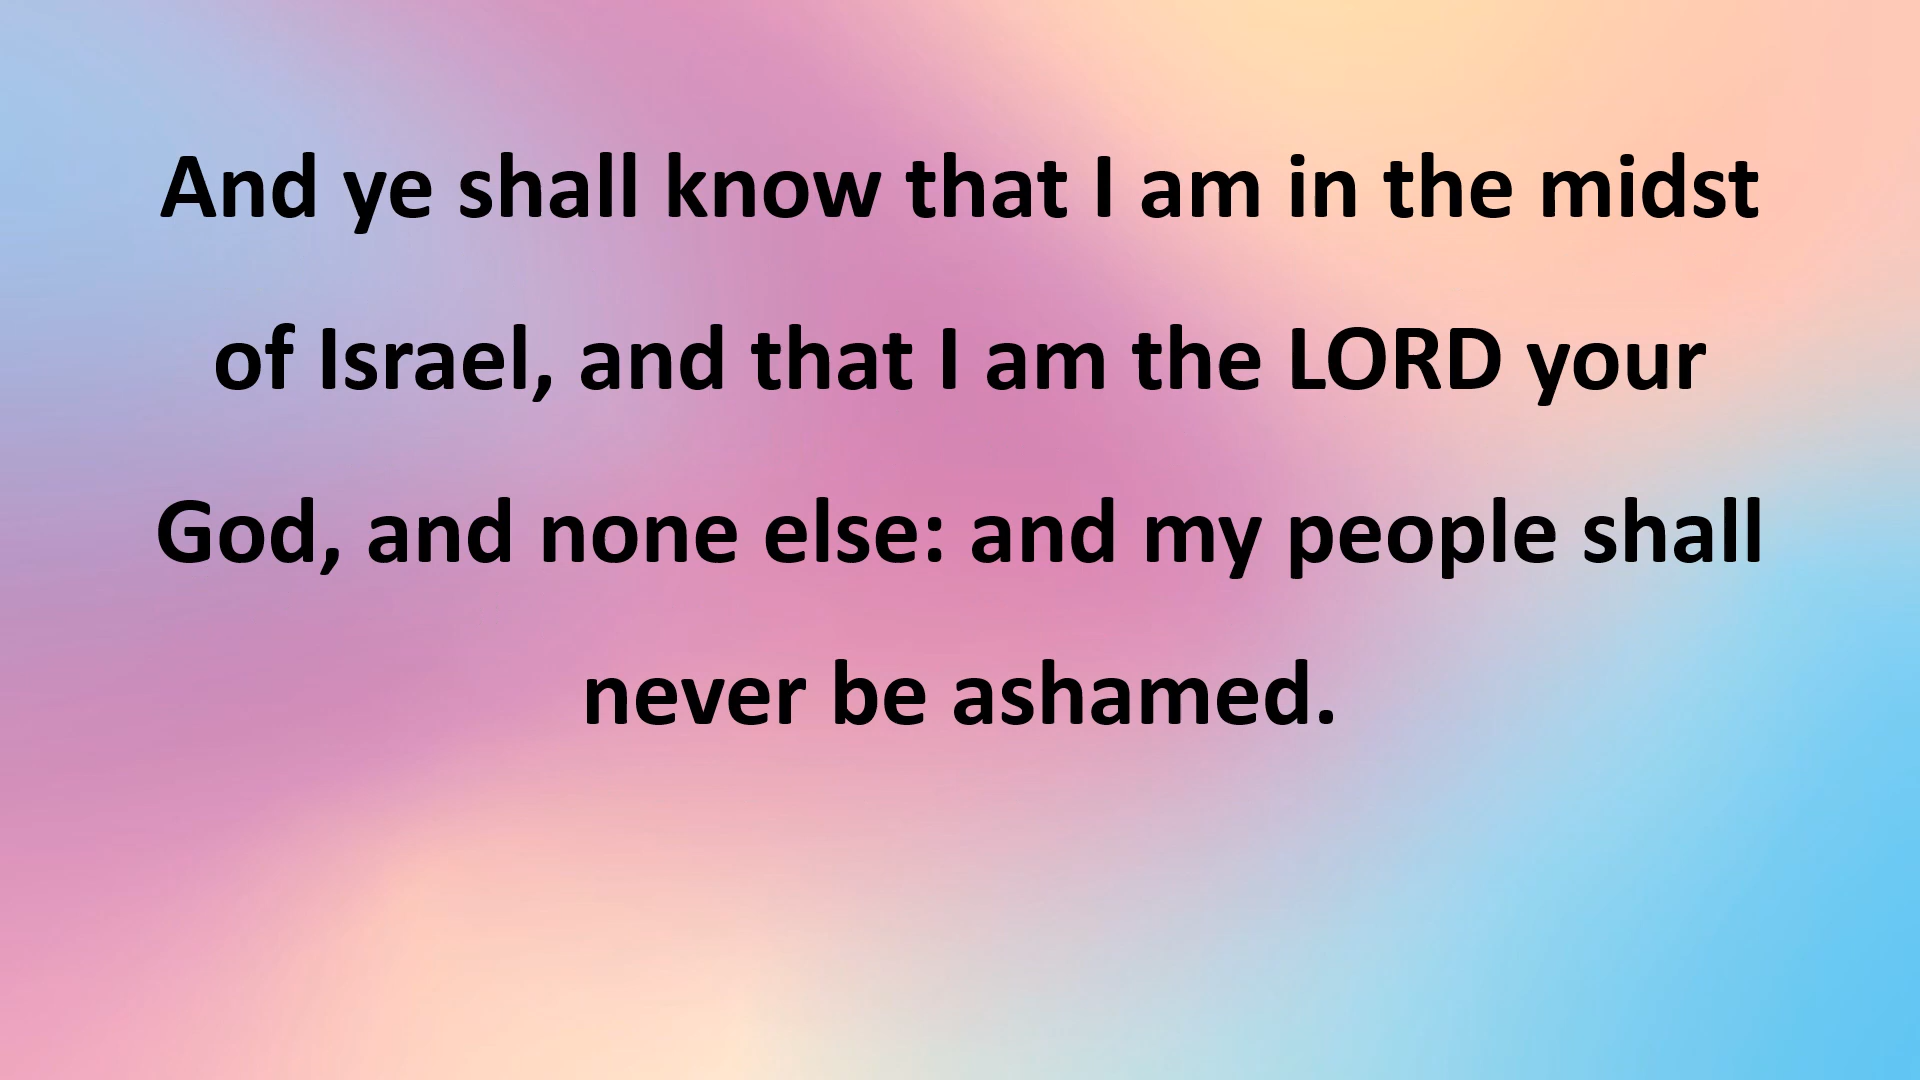 And ye shall know that I am in the midst
of Israel, and that I am the LORD your
God, and none else: and my people shall
never be ashamed.